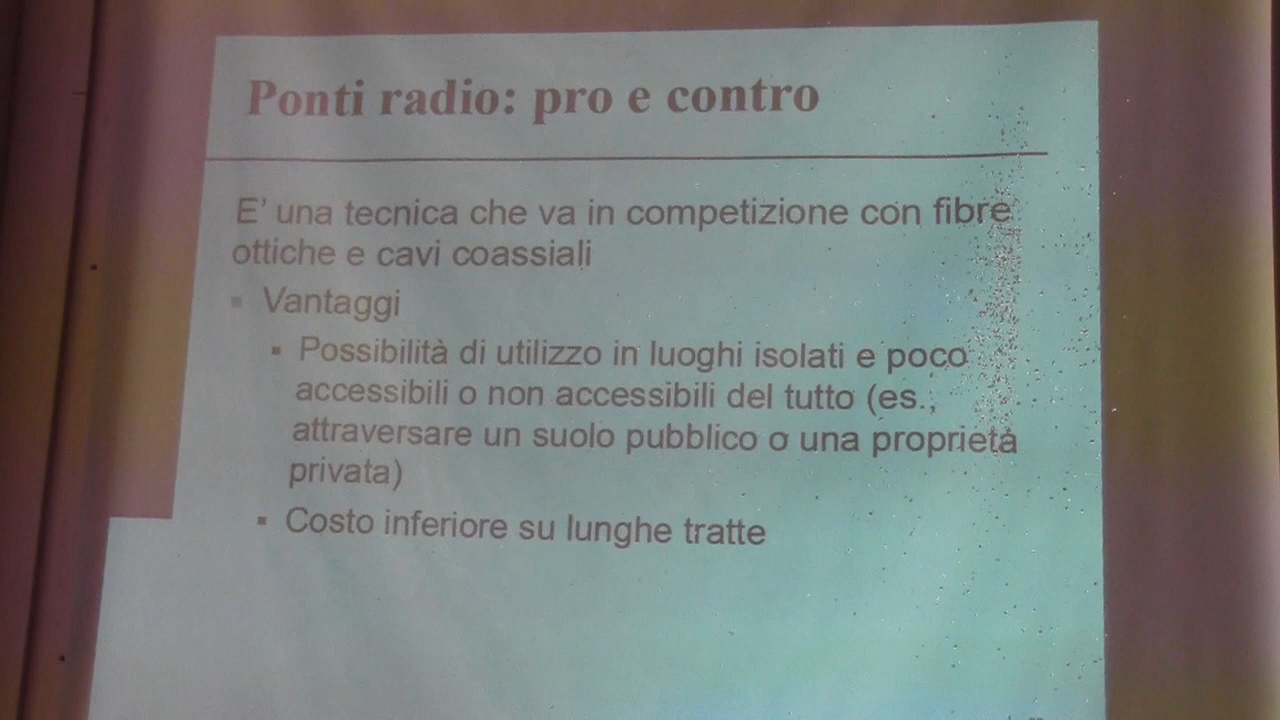 Ponti radio: pro e contro
E' una tecnica che va in competizione con fibre
ottiche e cavi coassiali
▪ Vantaggi
▪ Possibilità di utilizzo in luoghi isolati e poco
accessibili o non accessibili del tutto (es.,
attraversare un suolo pubblico o una proprietà
privata)
▪ Costo inferiore su lunghe tratte